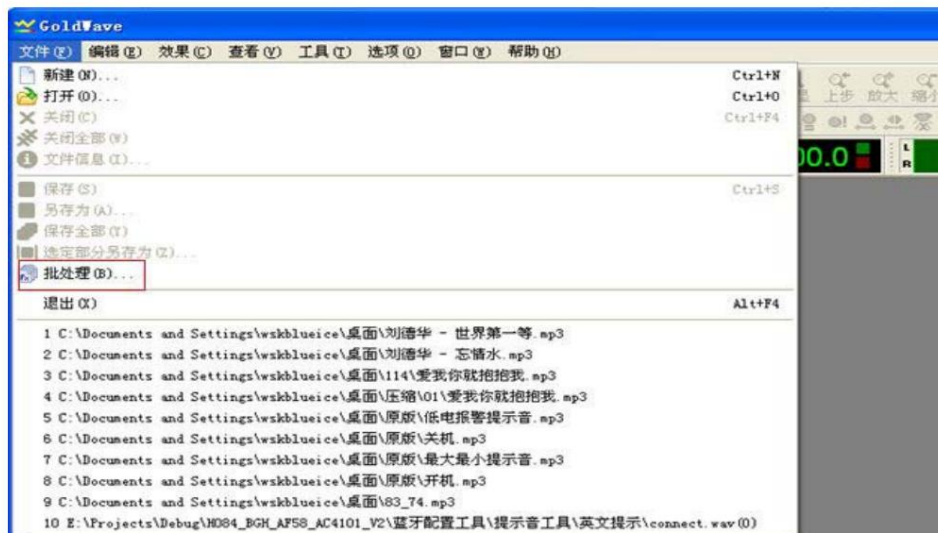 GoldWave
文件(F) 编辑(E) 效果(C) 查看(V) 工具(T) 选项(O) 窗口(W) 帮助(H)
新建(N)... Ctrl+N
打开(O)... Ctrl+O
关闭(C) Ctrl+F4
关闭全部(W)
文件信息(I)...
上步 放大 缩小
00.0
L
R
保存(S) Ctrl+S
另存为(A)...
保存全部(T)
选定部分另存为(Z)...
批处理(B)...
退出(X) Alt+F4
1 C:\Documents and Settings\wskblueice\桌面\刘德华 - 世界第一等.mp3
2 C:\Documents and Settings\wskblueice\桌面\刘德华 - 忘情水.mp3
3 C:\Documents and Settings\wskblueice\桌面\114\爱我你就抱抱我.mp3
4 C:\Documents and Settings\wskblueice\桌面\压缩\01\爱我你就抱抱我.mp3
5 C:\Documents and Settings\wskblueice\桌面\原版\低电报警提示音.mp3
6 C:\Documents and Settings\wskblueice\桌面\原版\关机.mp3
7 C:\Documents and Settings\wskblueice\桌面\原版\最大最小提示音.mp3
8 C:\Documents and Settings\wskblueice\桌面\原版\开机.mp3
9 C:\Documents and Settings\wskblueice\桌面\83_74.mp3
10 E:\Projects\Debug\H084_BGH_AF58_AC4101_V2\蓝牙配置工具\提示音工具\英文提示\connect.wav(0)